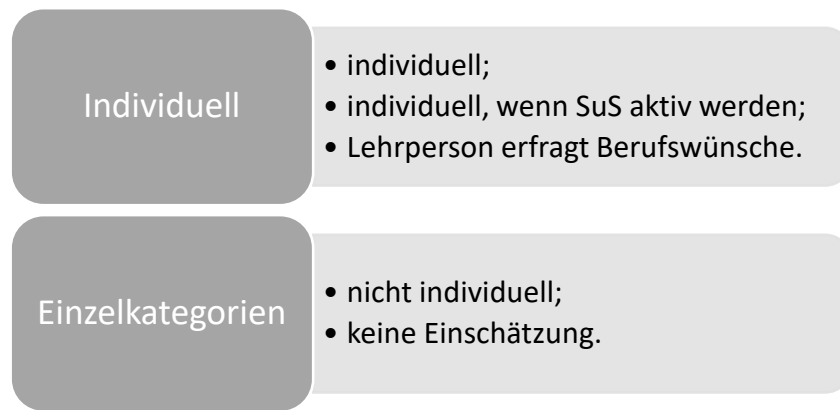 Individuell
• individuell;
• individuell, wenn SuS aktiv werden;
• Lehrperson erfragt Berufswünsche.
Einzelkategorien
• nicht individuell;
• keine Einschätzung.